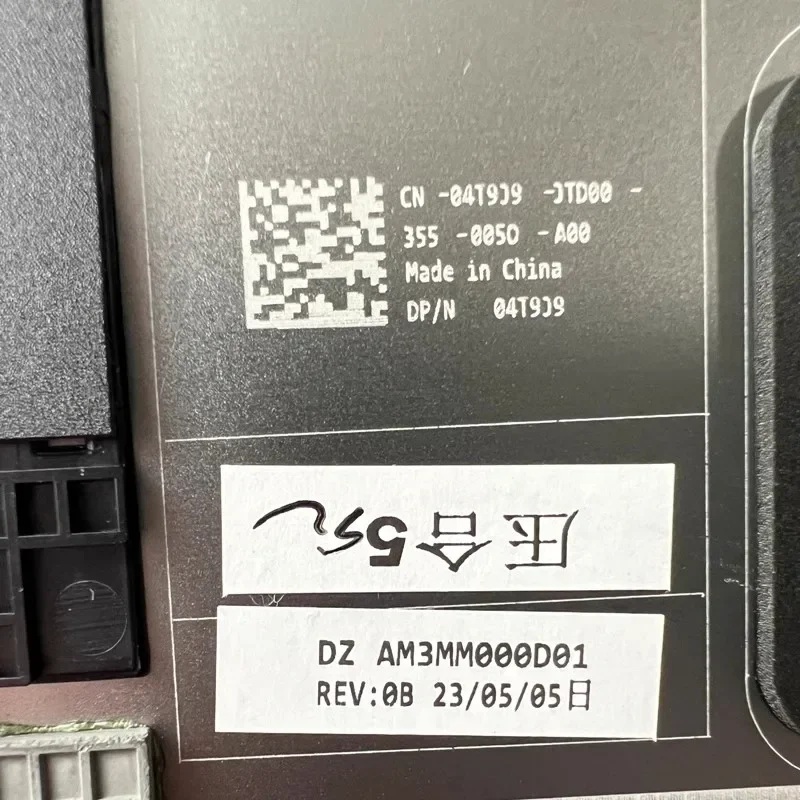 CN -04T9J9 -JTD00 -
355 -0050 -A00
Made in China
DP/N 04T9J9
压合5
DZ AM3MM000D01
REV:0B 23/05/05日